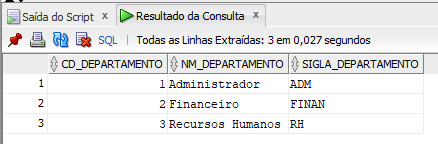 Saída do Script × Resultado da Consulta ×
SQL | Todas as Linhas Extraídas: 3 em 0,027 segundos
CD_DEPARTAMENTO NM_DEPARTAMENTO SIGLA_DEPARTAMENTO
1 1 Administrador ADM
2 2 Financeiro FINAN
3 3 Recursos Humanos RH